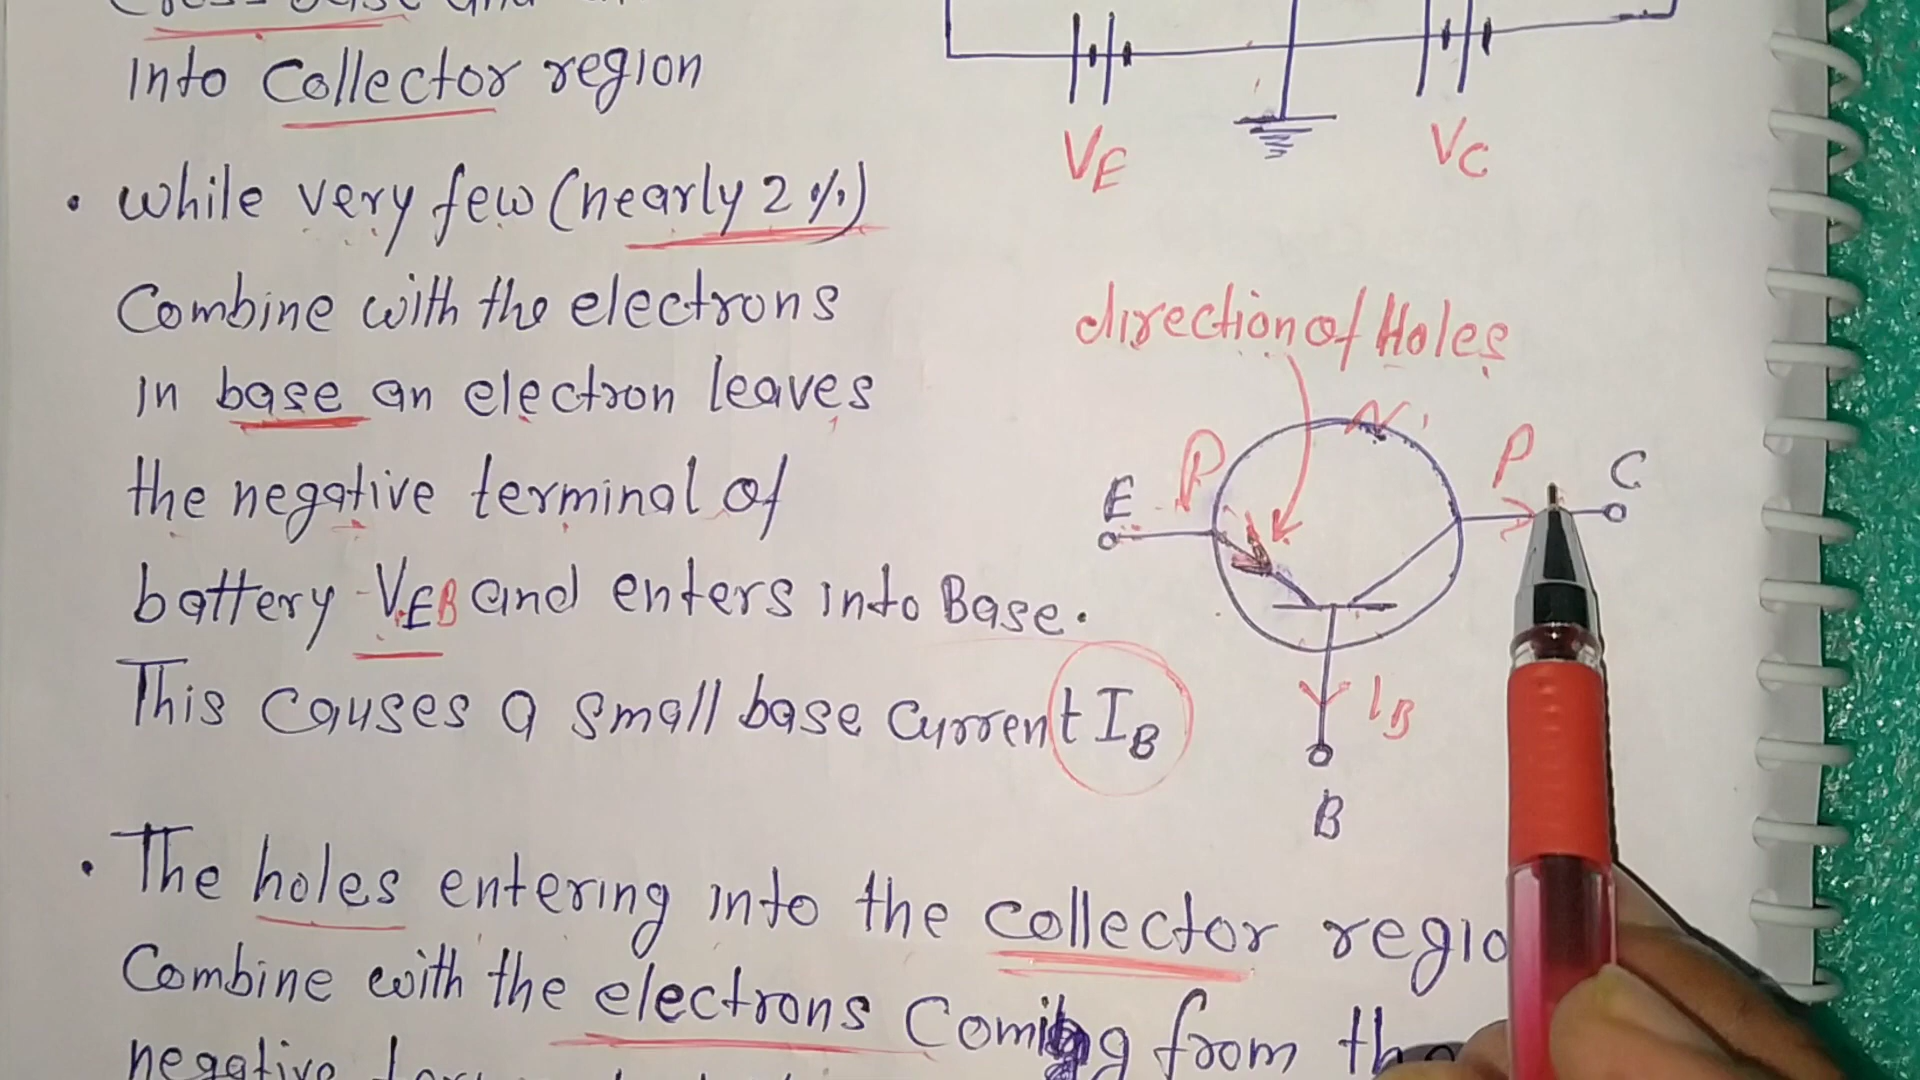 into Collector region
• While very few (nearly 2%)
Combine with the electrons
in base an electron leaves
the negative terminal of
battery VEB and enters into Base.
This causes a small base current IB
• The holes entering into the collector regio
Combine with the electrons Coming from the
negative
VE
VC
direction of Holes
P
N
P
E
C
IB
B